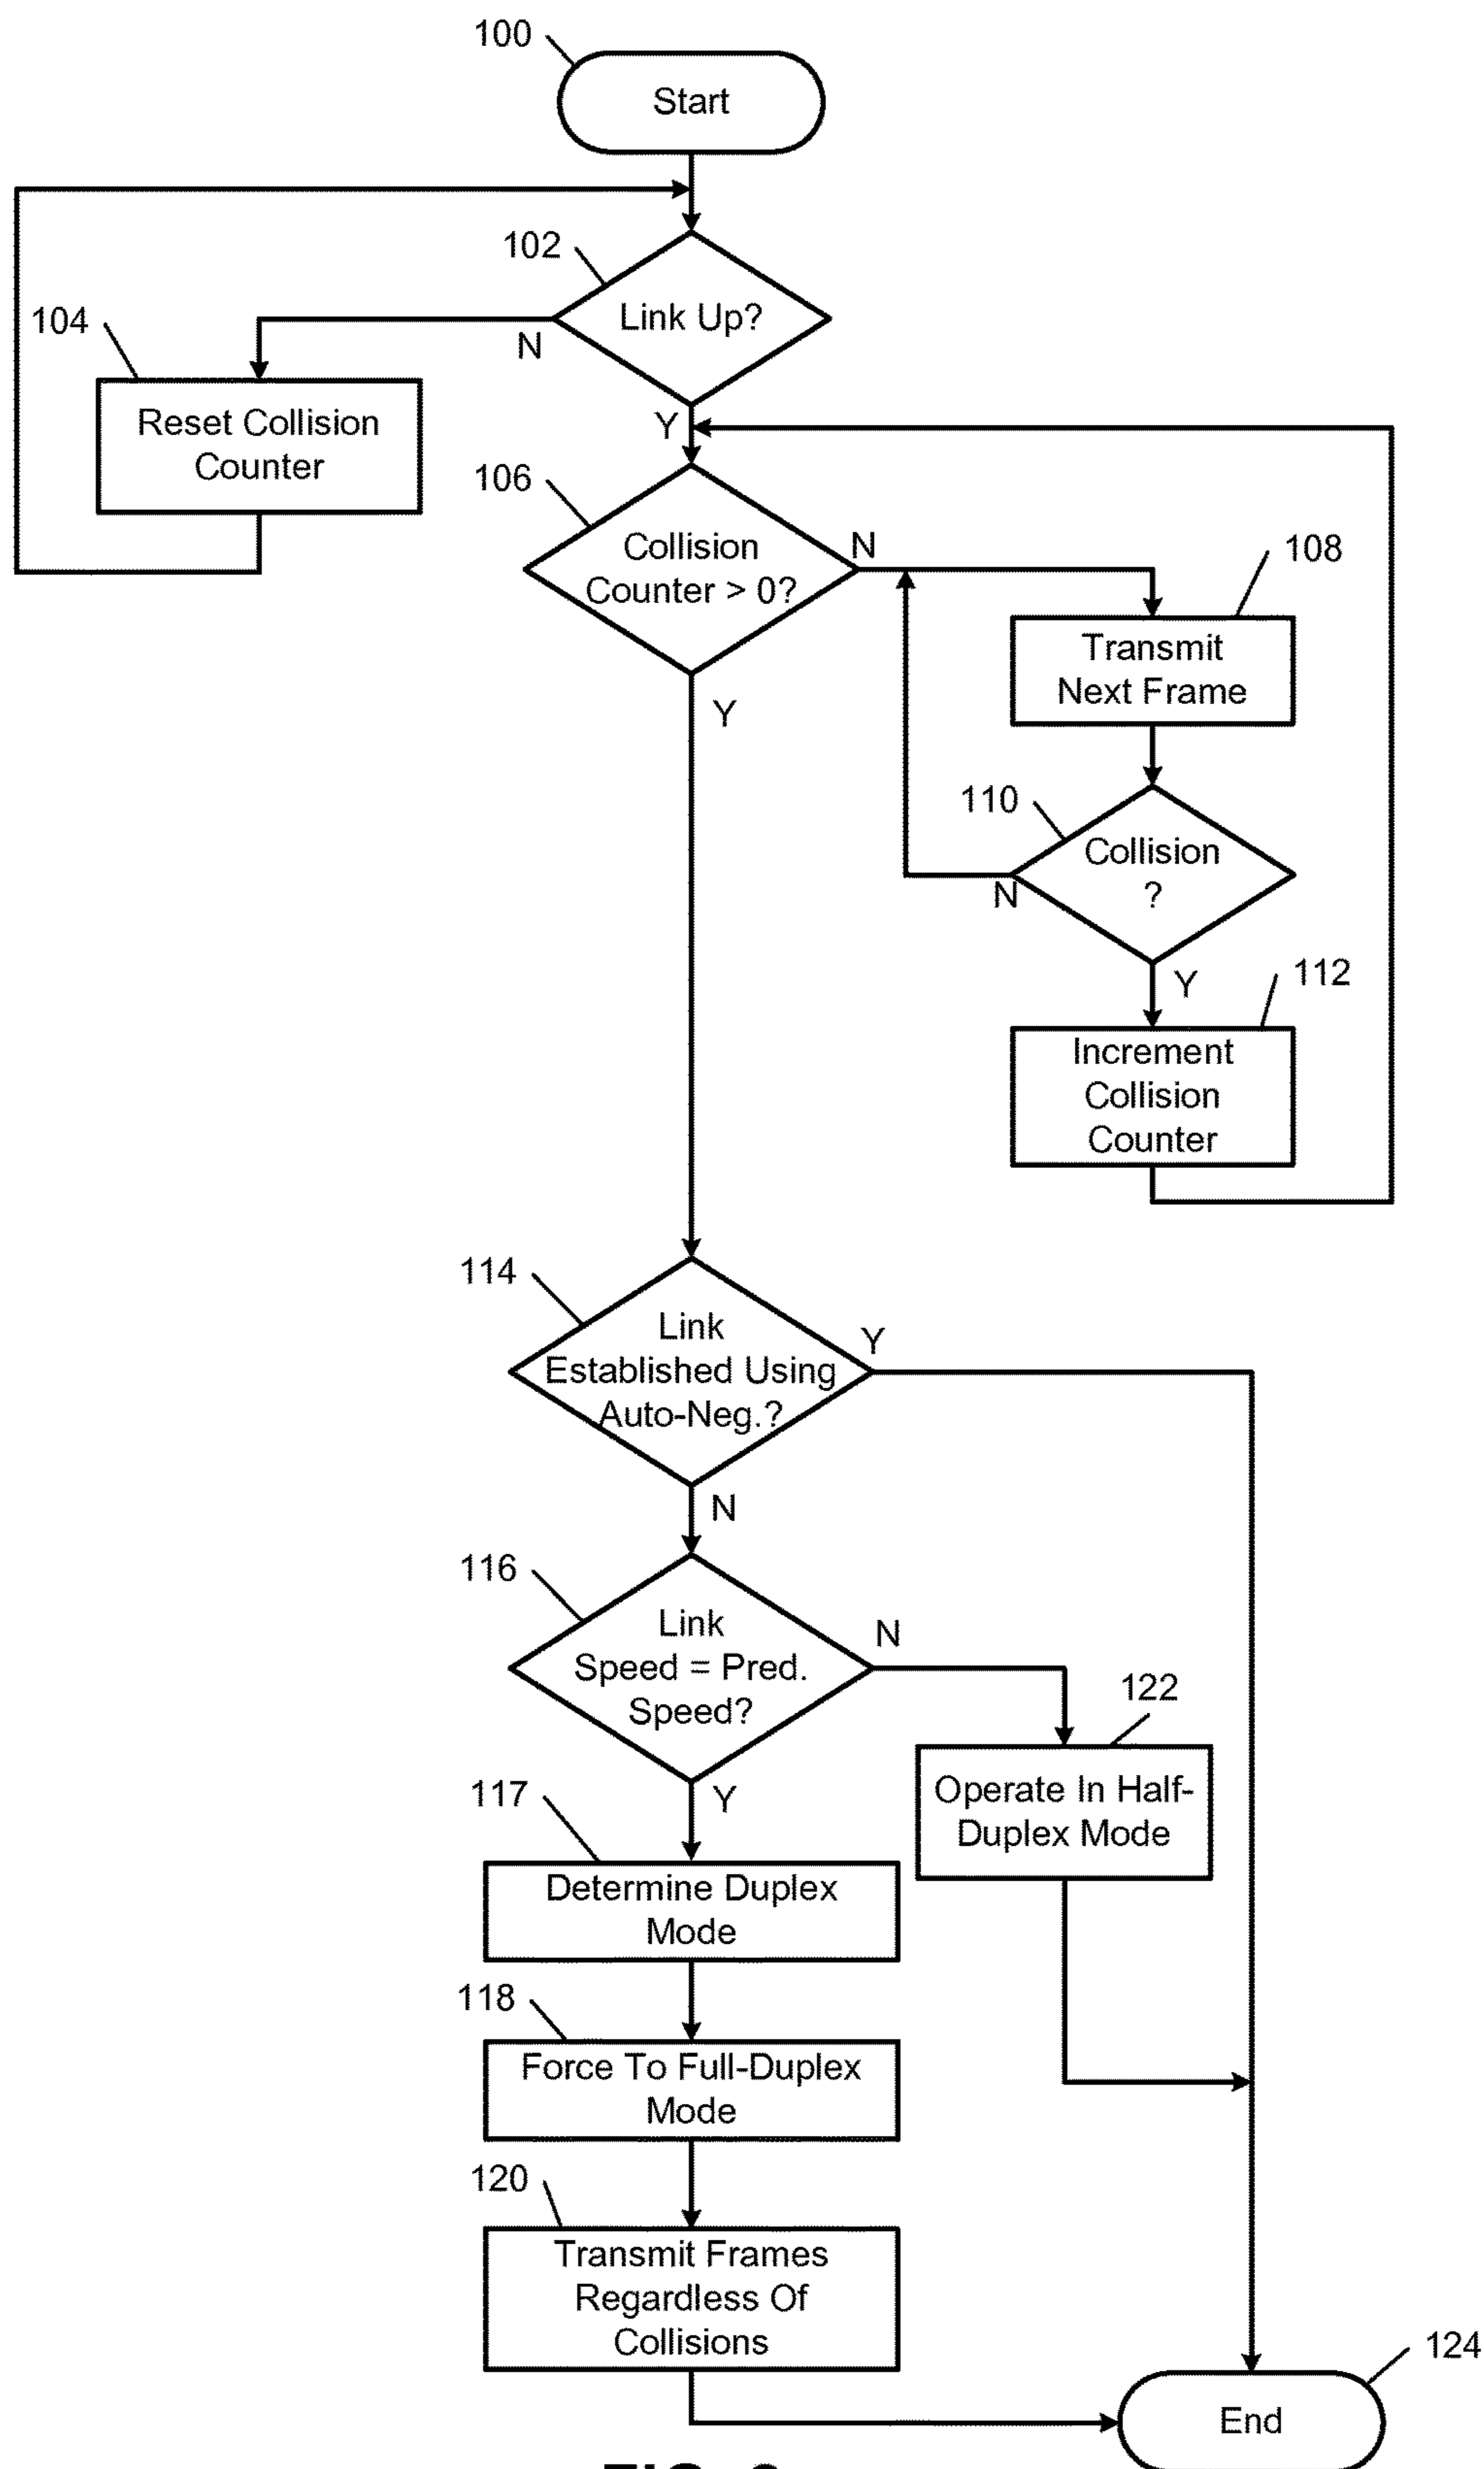 100
Start
102
Link Up?
104
N
Reset Collision
Counter
Y
106
Collision
Counter > 0?
N
108
Transmit
Next Frame
Y
110
Collision
?
N
Y
112
Increment
Collision
Counter
114
Link
Established Using
Auto-Neg.?
Y
N
116
Link
Speed = Pred.
Speed?
N
122
Operate In Half-
Duplex Mode
Y
117
Determine Duplex
Mode
118
Force To Full-Duplex
Mode
120
Transmit Frames
Regardless Of
Collisions
124
End